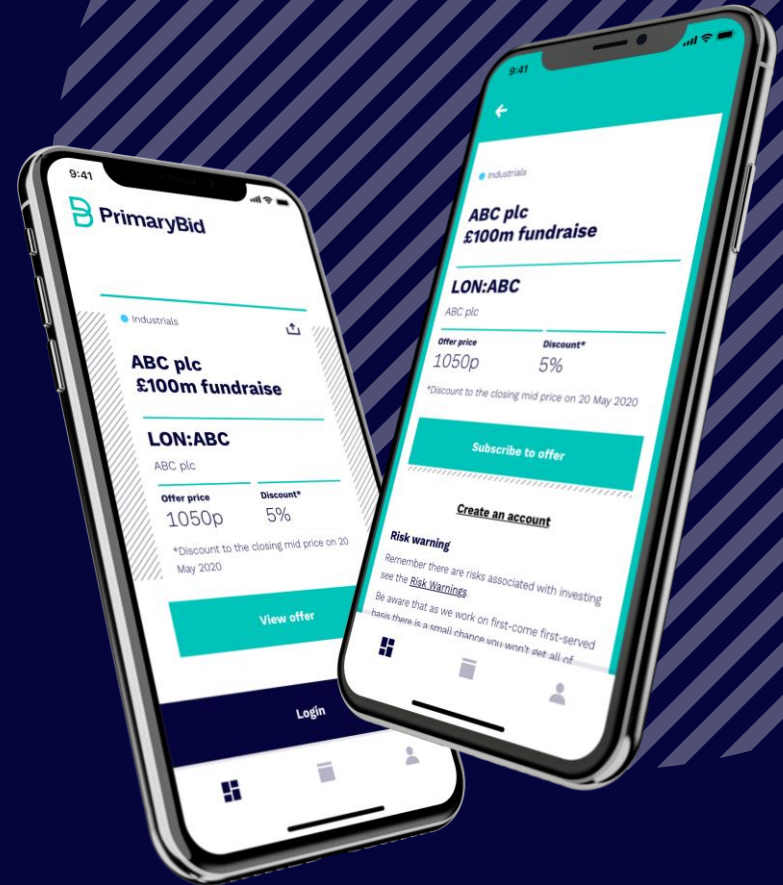 9:41
PrimaryBid
Industrials
ABC plc
£100m fundraise
LON:ABC
ABC plc
Offer price
Discount*
1050p
5%
*Discount to the closing mid price on 20
May 2020
View offer
Login
9:41
Industrials
ABC plc
£100m fundraise
LON:ABC
ABC plc
Offer price
Discount*
1050p
5%
*Discount to the closing mid price on 20 May 2020
Subscribe to offer
Create an account
Risk warning
Remember there are risks associated with investing
see the Risk Warnings.
Be aware that as we work on first-come first-served
basis there is a small chance you won't get all of